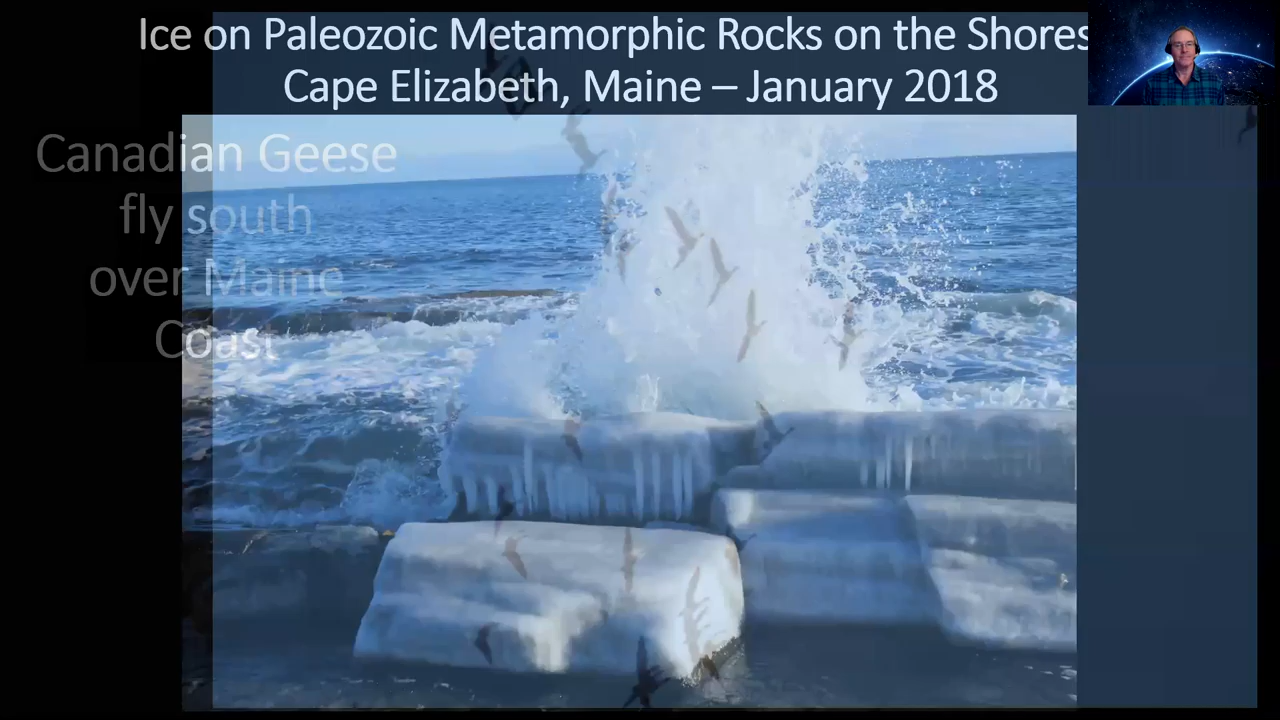 Ice on Paleozoic Metamorphic Rocks on the Shores
Cape Elizabeth, Maine – January 2018
Canadian Geese
fly south
over Maine
Coast